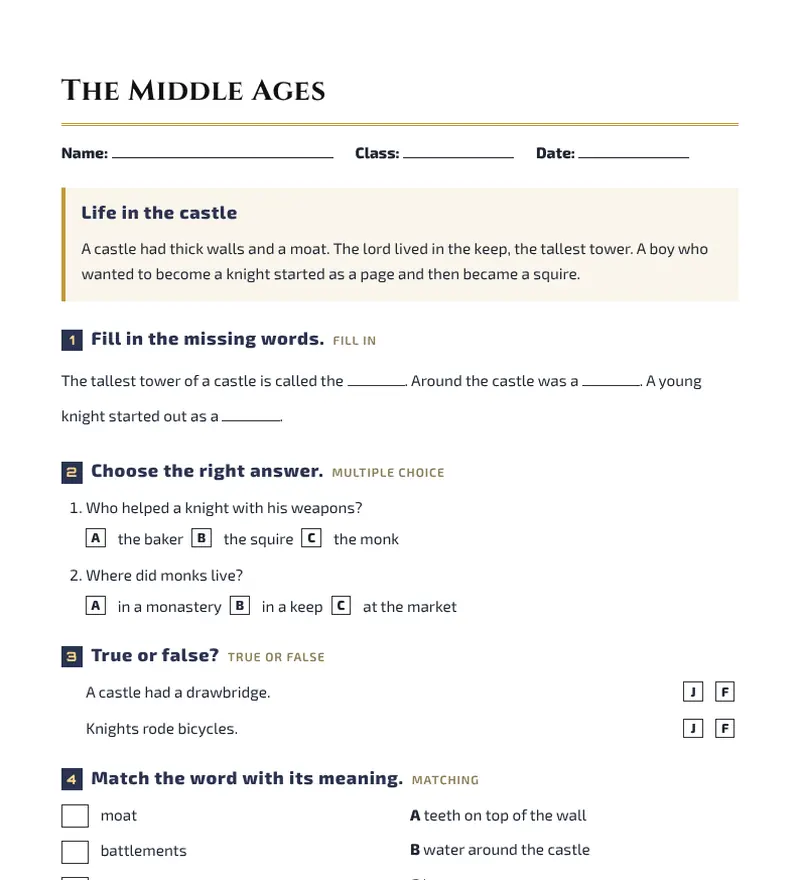 The Middle Ages
Name: Class: Date:
Life in the castle
A castle had thick walls and a moat. The lord lived in the keep, the tallest tower. A boy who
wanted to become a knight started as a page and then became a squire.
1 Fill in the missing words. FILL IN
The tallest tower of a castle is called the ______. Around the castle was a ______. A young
knight started out as a ______.
2 Choose the right answer. MULTIPLE CHOICE
1. Who helped a knight with his weapons?
A the baker B the squire C the monk
2. Where did monks live?
A in a monastery B in a keep C at the market
3 True or false? TRUE OR FALSE
A castle had a drawbridge. J F
Knights rode bicycles. J F
4 Match the word with its meaning. MATCHING
moat A teeth on top of the wall
battlements B water around the castle